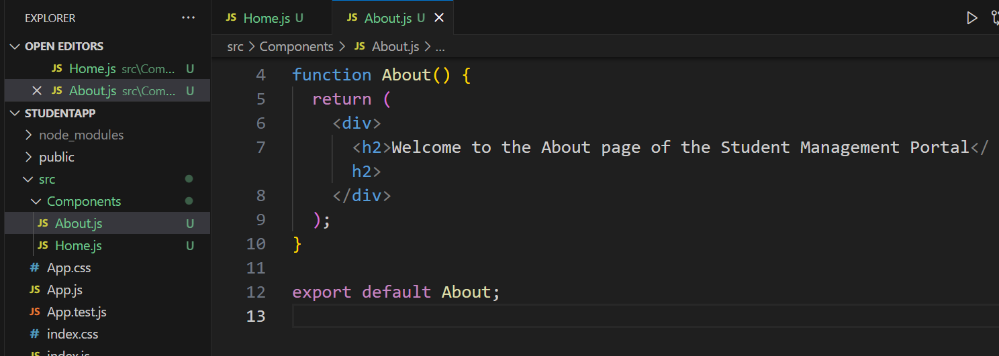 EXPLORER ...
OPEN EDITORS
JS Home.js src\Com... U
JS About.js src\Com... U
STUDENTAPP
node_modules
public
src
Components
JS About.js U
JS Home.js U
# App.css
JS App.js
JS App.test.js
# index.css
JS index.js
JS Home.js U JS About.js U
src > Components > JS About.js > ...
4 function About() {
5 return (
6 <div>
7 <h2>Welcome to the About page of the Student Management Portal</
h2>
8 </div>
9 );
10 }
11
12 export default About;
13